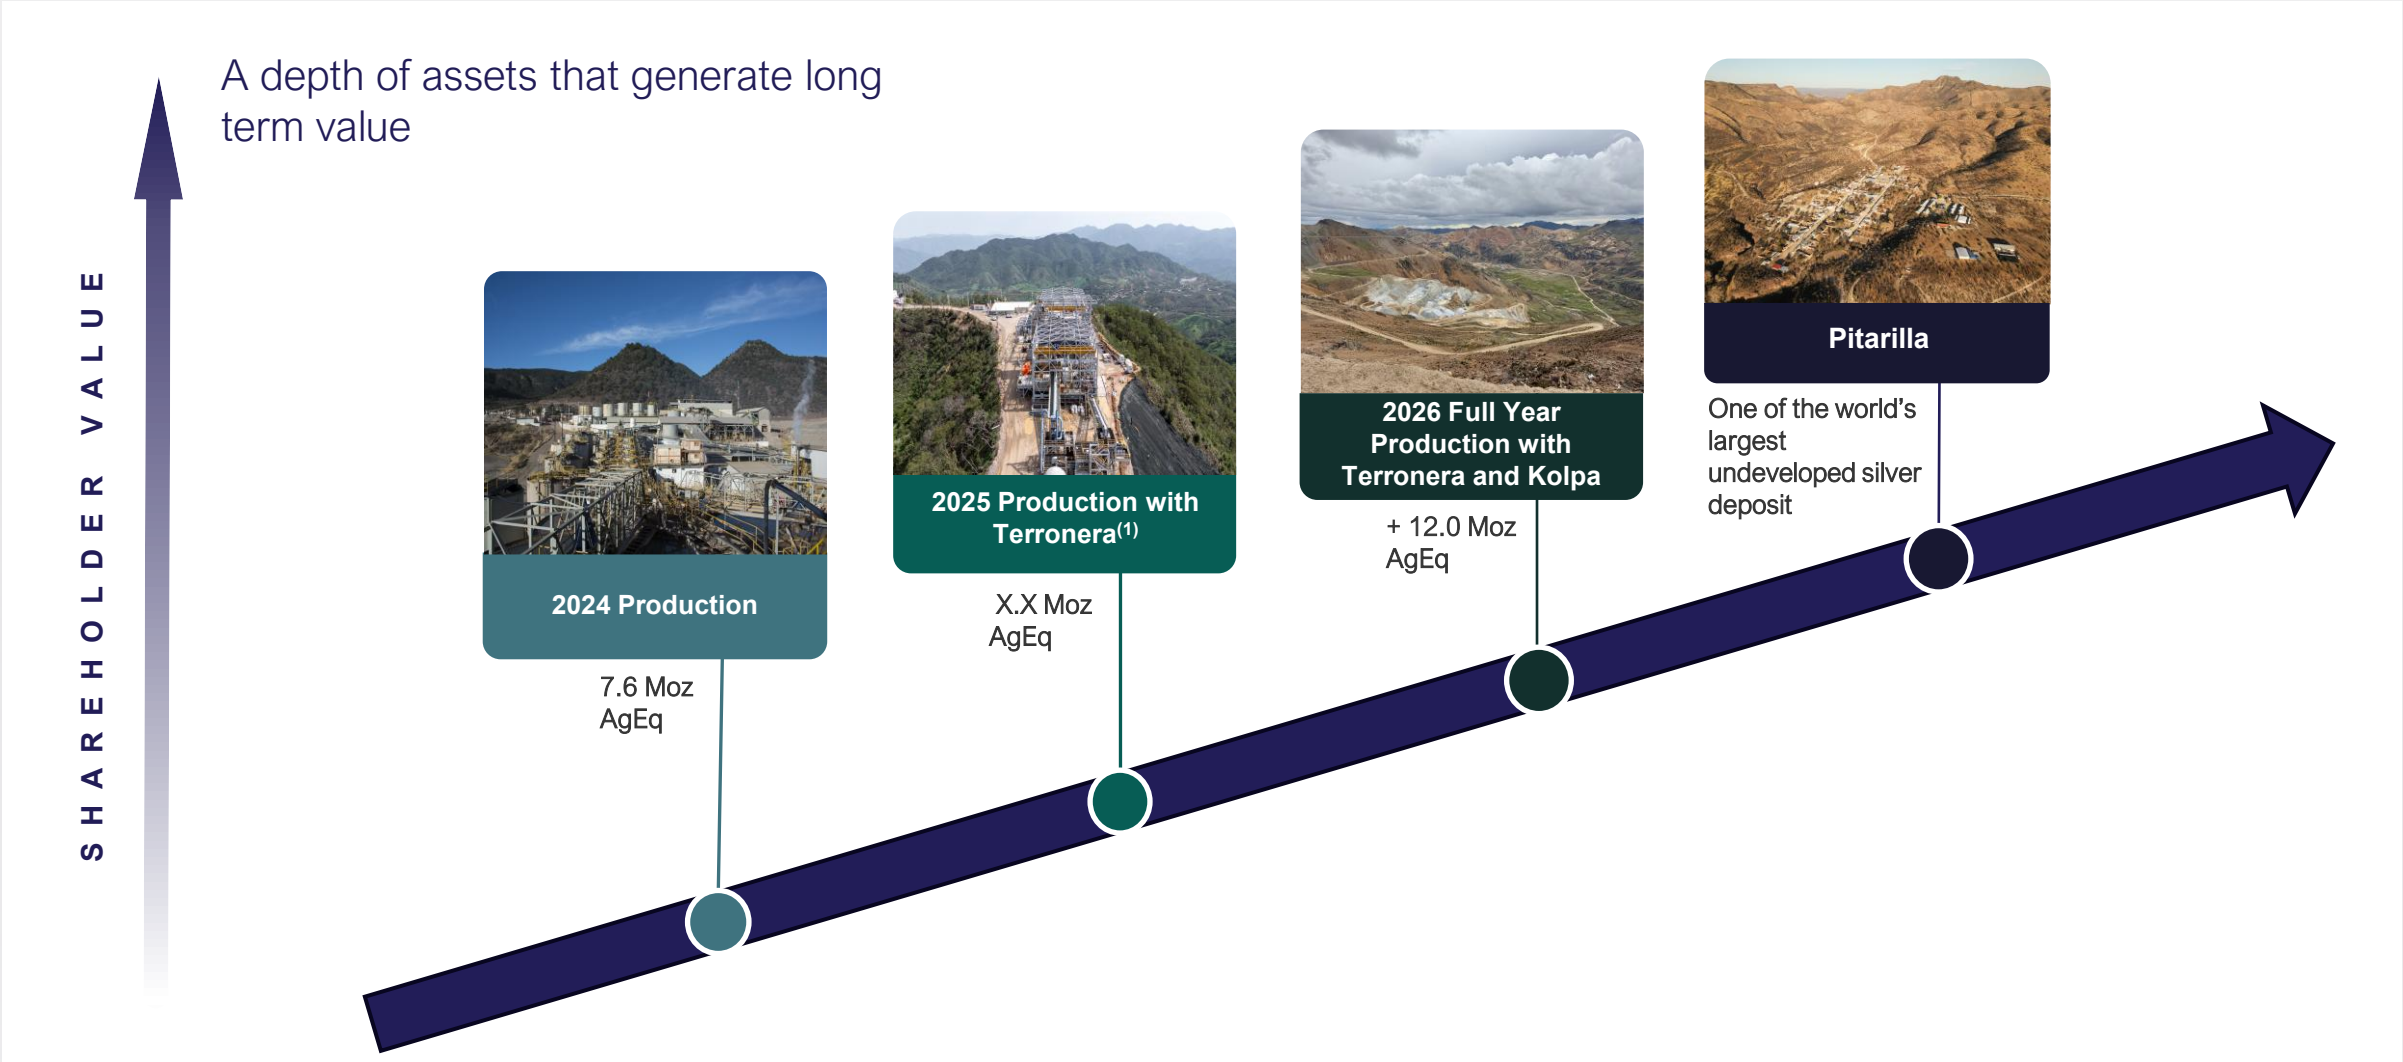 A depth of assets that generate long
term value
SHAREHOLDER VALUE
2024 Production
7.6 Moz
AgEq
2025 Production with
Terronera(1)
X.X Moz
AgEq
2026 Full Year
Production with
Terronera and Kolpa
+ 12.0 Moz
AgEq
Pitarilla
One of the world’s
largest
undeveloped silver
deposit